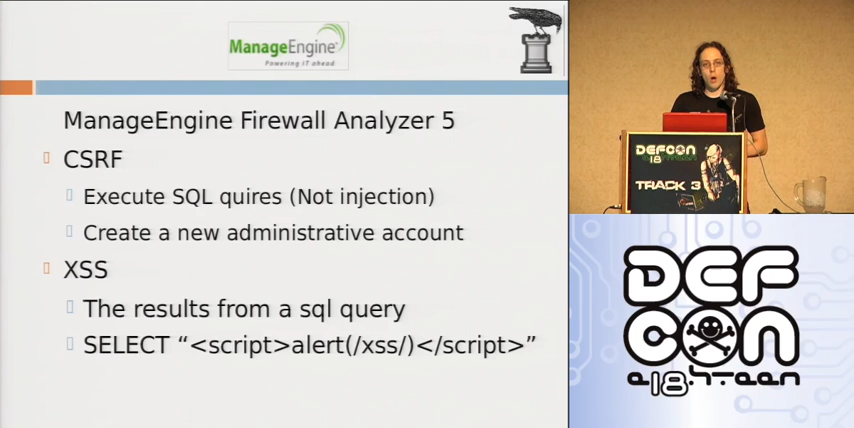 ManageEngine
Powering IT ahead
ManageEngine Firewall Analyzer 5
CSRF
Execute SQL quires (Not injection)
Create a new administrative account
XSS
The results from a sql query
SELECT “<script>alert(/xss/)</script>”
DEFCON
18
TRACK 3
DEF
CON
e18hteen